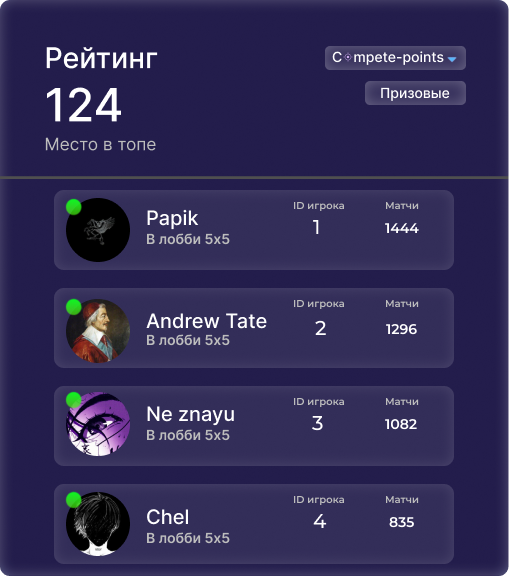 Рейтинг
124
Место в топе
Compete-points
Призовые
Papik
В лобби 5x5
ID игрока
1
Матчи
1444
Andrew Tate
В лобби 5x5
ID игрока
2
Матчи
1296
Ne znayu
В лобби 5x5
ID игрока
3
Матчи
1082
Chel
В лобби 5x5
ID игрока
4
Матчи
835